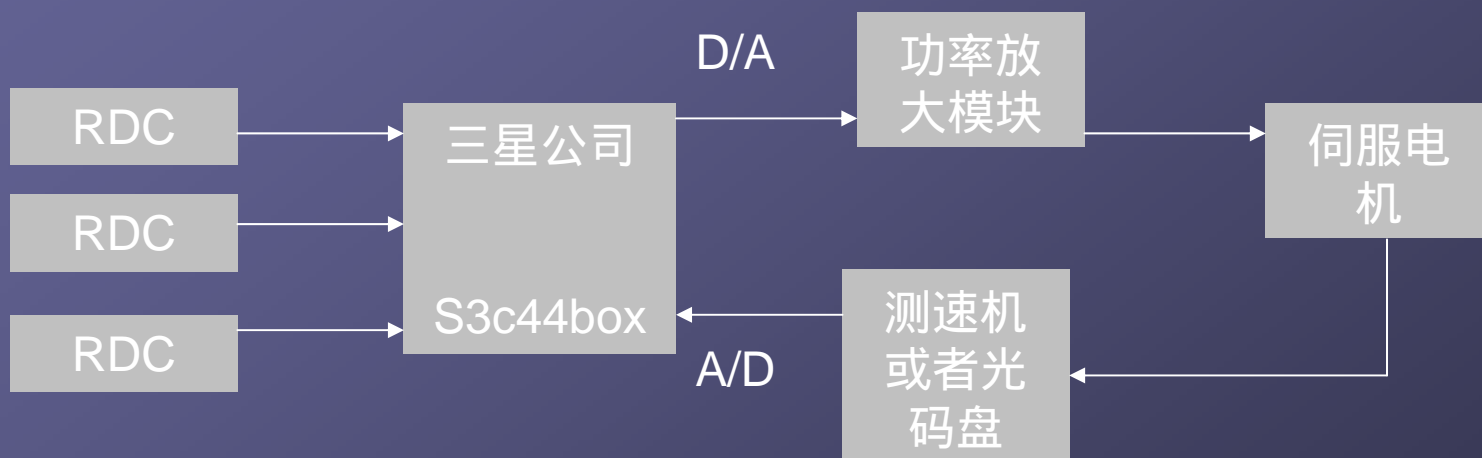 RDC
RDC
RDC
三星公司
S3c44box
D/A
功率放
大模块
伺服电
机
测速机
或者光
码盘
A/D